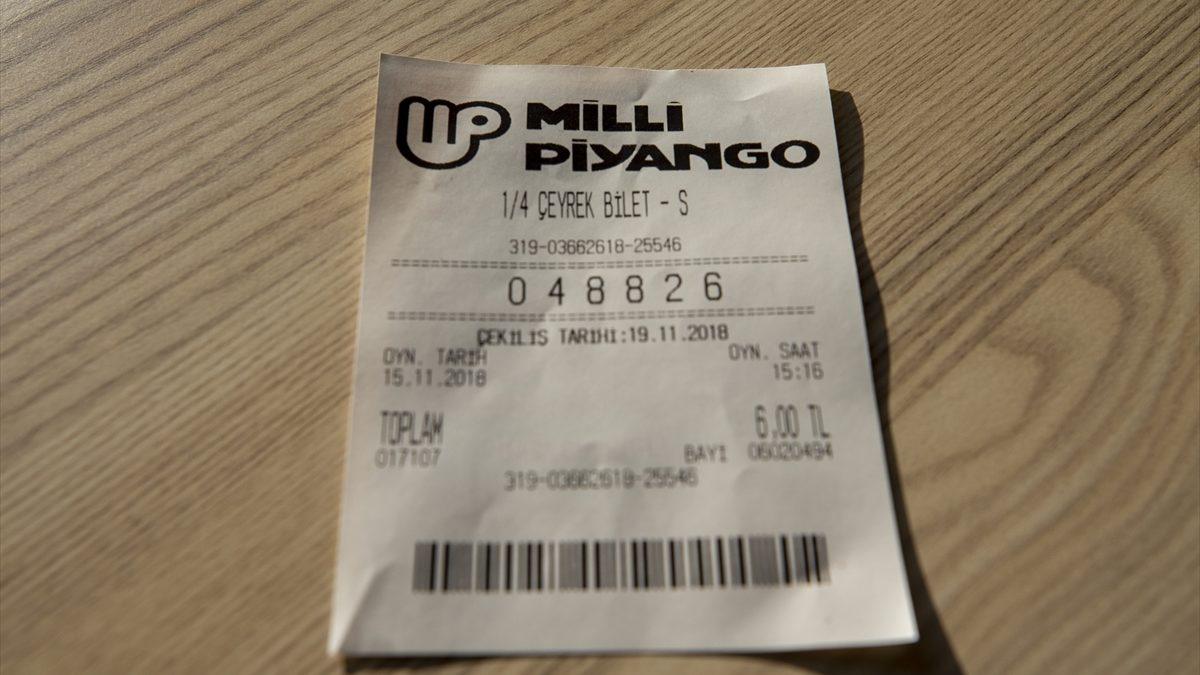 MİLLİ
PİYANGO
1/4 ÇEYREK BİLET - S
319-03662618-25546
048826
ÇEKİLİS TARİHİ:19.11.2018
OYN. TARİH OYN. SAAT
15.11.2018 15:16
TOPLAM 6,00 TL
017107 BAYI 06020494
319-03662618-25546